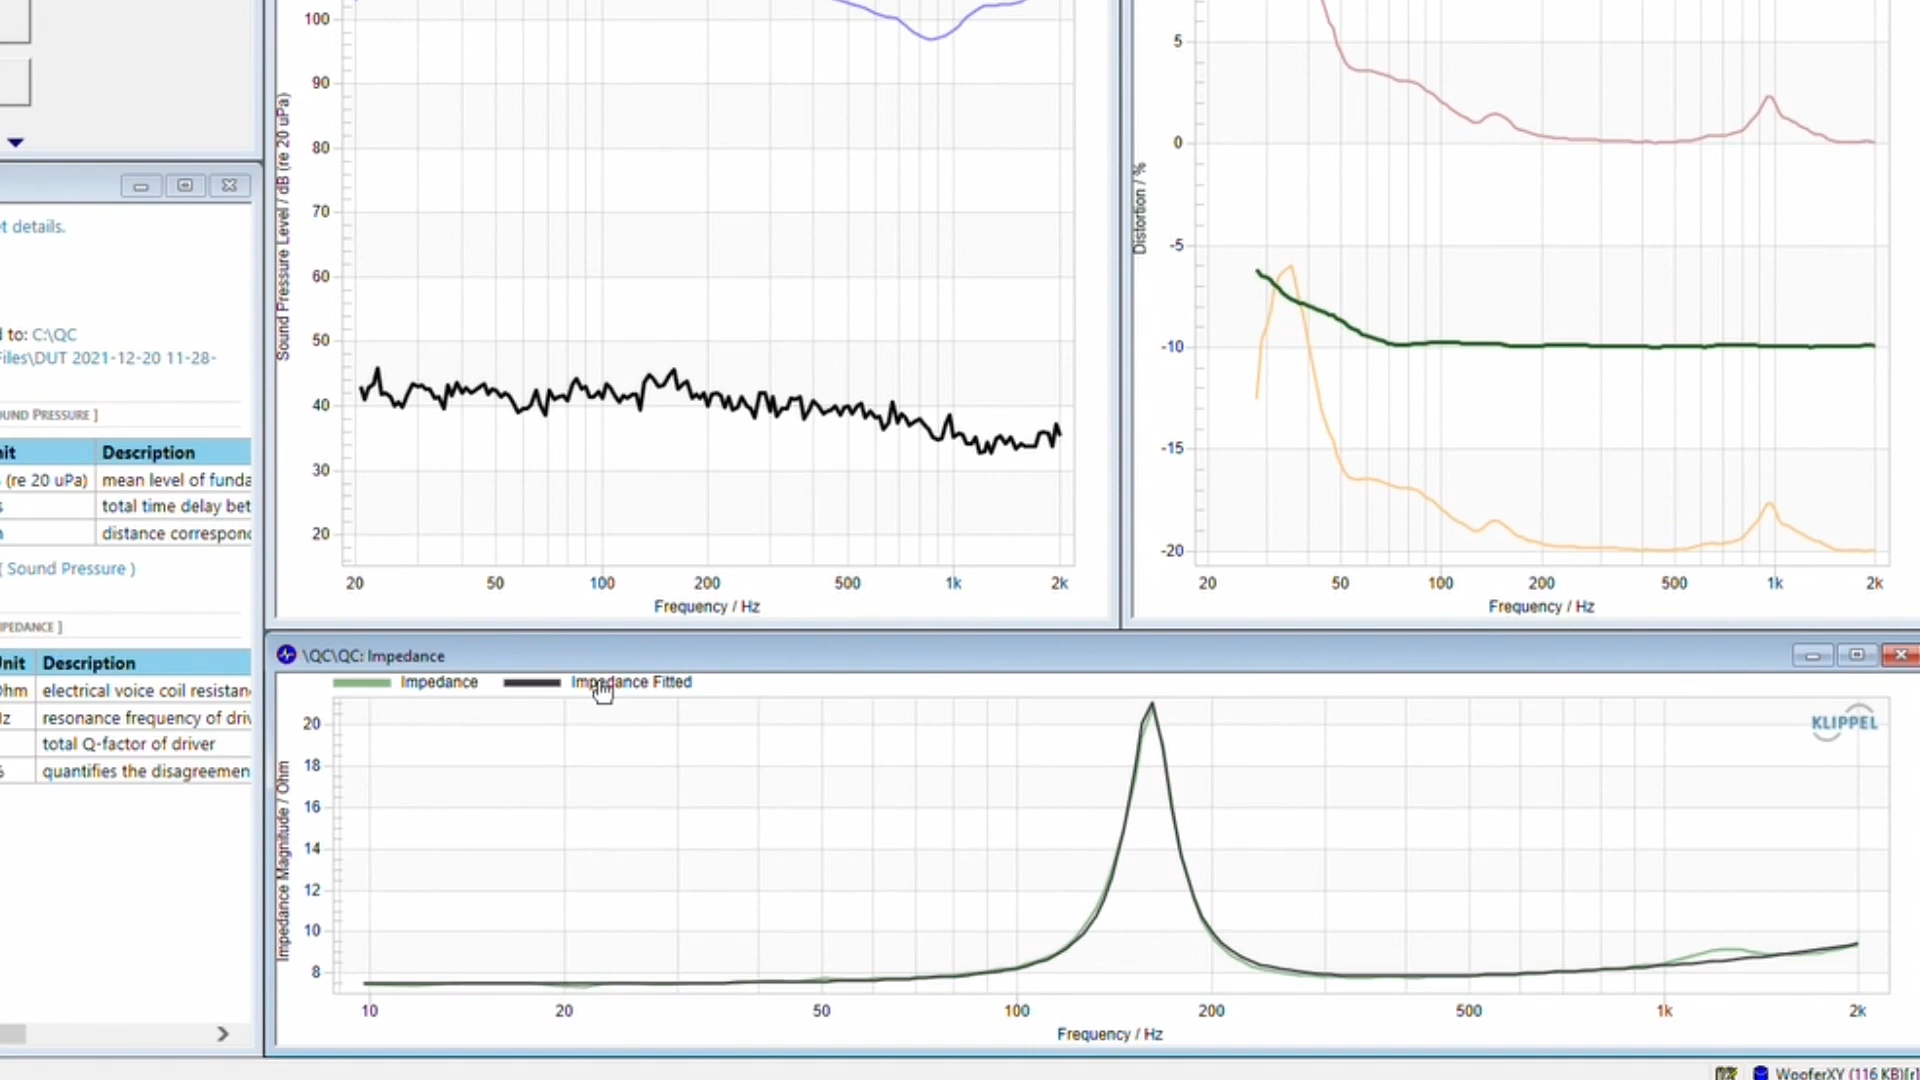 t details.
to: C:\QC
Files\DUT 2021-12-20 11-28-
OUND PRESSURE ]
nit Description
(re 20 uPa) mean level of funda
s total time delay bet
distance correspond
( Sound Pressure )
PEDANCE ]
Unit Description
Ohm electrical voice coil resistan
Hz resonance frequency of driv
total Q-factor of driver
% quantifies the disagreemen
Sound Pressure Level / dB (re 20 uPa)
100
90
80
70
60
50
40
30
20
20 50 100 200 500 1k 2k
Frequency / Hz
Distortion / %
5
0
-5
-10
-15
-20
20 50 100 200 500 1k 2k
Frequency / Hz
\QC\QC: Impedance
Impedance Impedance Fitted
KLIPPEL
Impedance Magnitude / Ohm
20
18
16
14
12
10
8
10 20 50 100 200 500 1k 2k
Frequency / Hz
WooferXY (116 KB)[r]